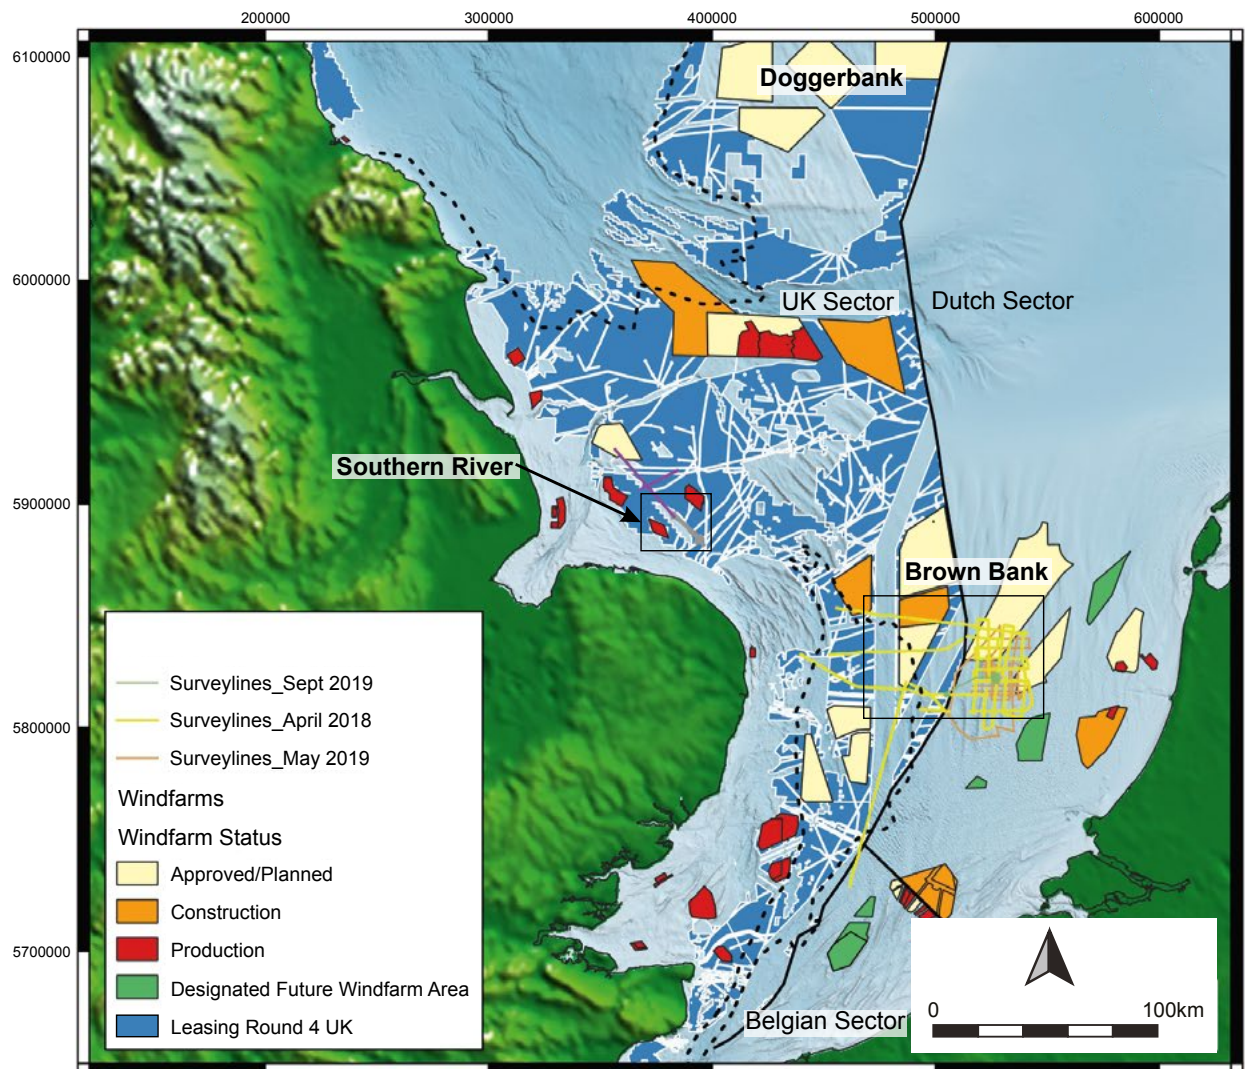 200000 300000 400000 500000 600000
6100000
Doggerbank
6000000
UK Sector
Dutch Sector
Southern River
5900000
Brown Bank
Surveylines_Sept 2019
Surveylines_April 2018
5800000
Surveylines_May 2019
Windfarms
Windfarm Status
Approved/Planned
Construction
Production
5700000
Designated Future Windfarm Area
Leasing Round 4 UK
Belgian Sector
0 100km